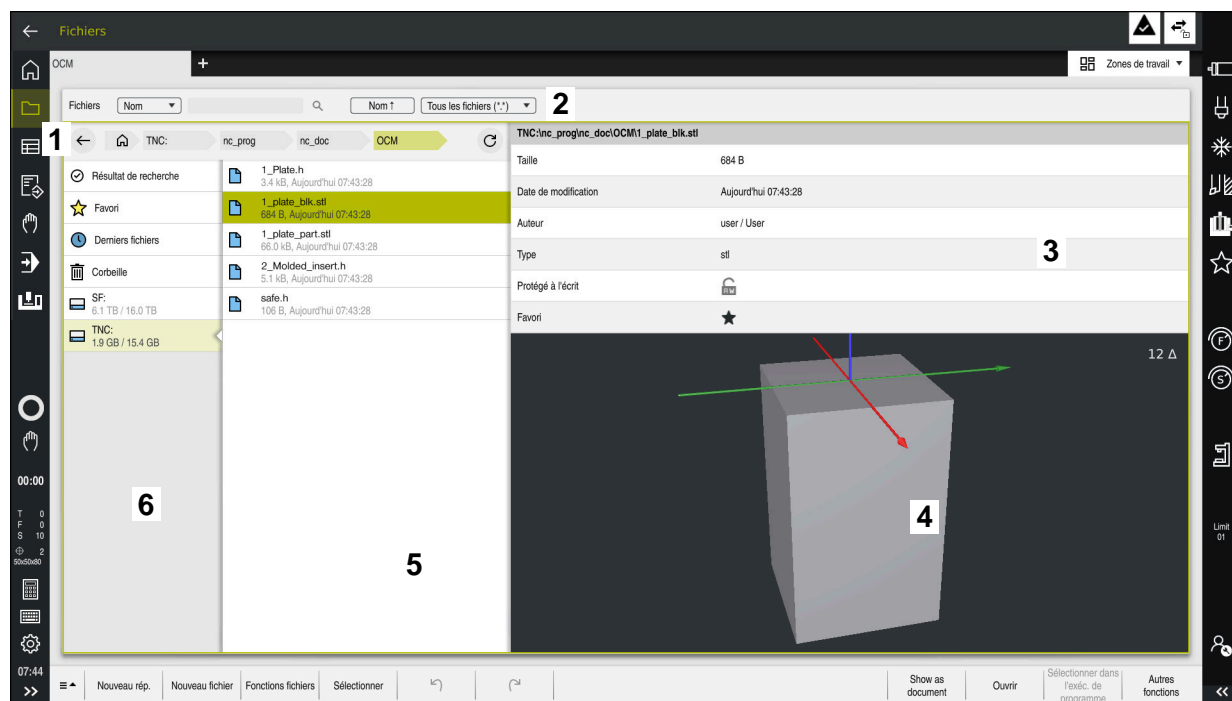 Fichiers
OCM
+
Zones de travail
Fichiers
Nom
Nom ↑
Tous les fichiers (*.*)
2
1
TNC:
nc_prog
nc_doc
OCM
Résultat de recherche
Favori
Derniers fichiers
Corbeille
SF:
6.1 TB / 16.0 TB
TNC:
1.9 GB / 15.4 GB
6
1_Plate.h
3.4 kB, Aujourd'hui 07:43:28
1_plate_blk.stl
684 B, Aujourd'hui 07:43:28
1_plate_part.stl
66.0 kB, Aujourd'hui 07:43:28
2_Molded_insert.h
5.1 kB, Aujourd'hui 07:43:28
safe.h
106 B, Aujourd'hui 07:43:28
5
TNC:\nc_prog\nc_doc\OCM\1_plate_blk.stl
Taille 684 B
Date de modification Aujourd'hui 07:43:28
Auteur user / User
Type stl
3
Protégé à l'écrit RW
Favori
12 Δ
4
00:00
T 0
F 0
S 10
2
50x50x80
07:44
F
S
Limit
01
Nouveau rép.
Nouveau fichier
Fonctions fichiers
Sélectionner
Show as
document
Ouvrir
Sélectionner dans
l'exéc. de
programme
Autres
fonctions